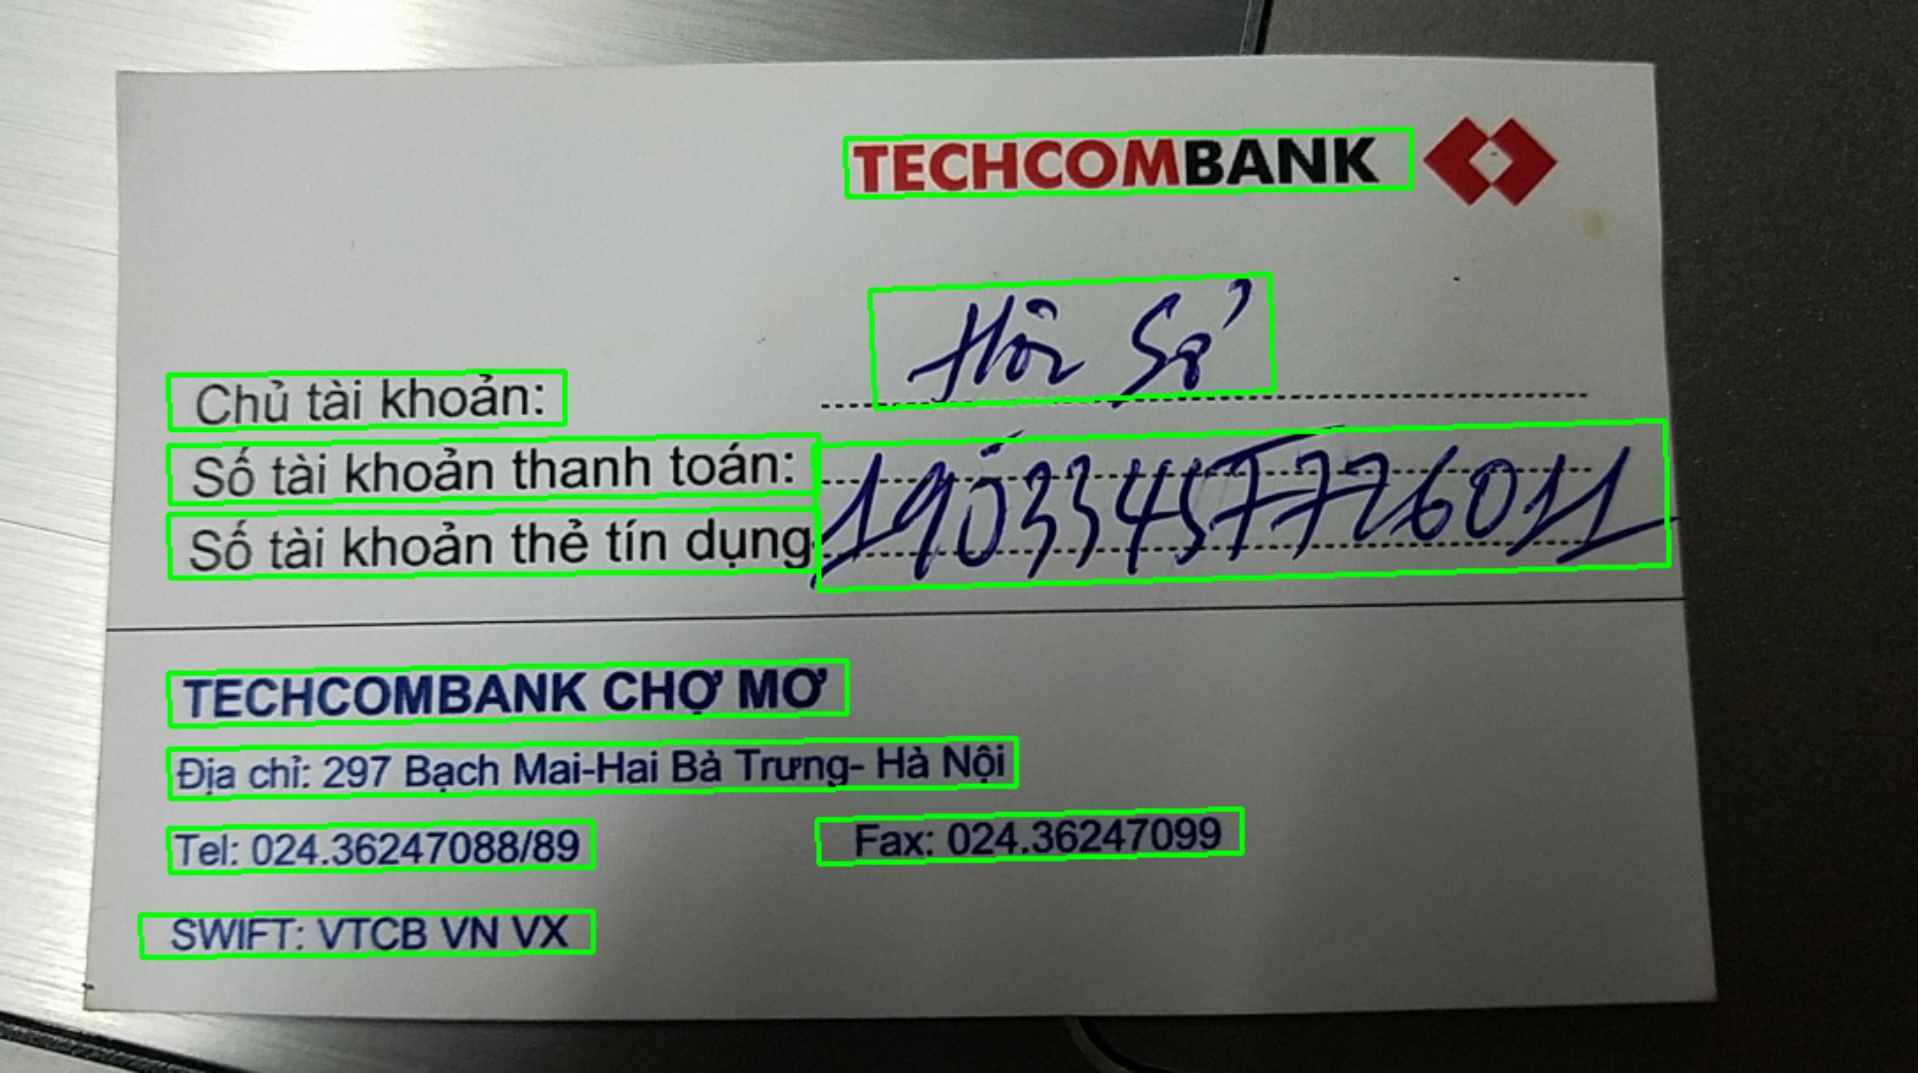 TECHCOMBANK
Chủ tài khoản:
Số tài khoản thanh toán:
Số tài khoản thẻ tín dụng 19033457726011
TECHCOMBANK CHỢ MƠ
Địa chỉ: 297 Bạch Mai-Hai Bà Trưng- Hà Nội
Tel: 024.36247088/89 Fax: 024.36247099
SWIFT: VTCB VN VX